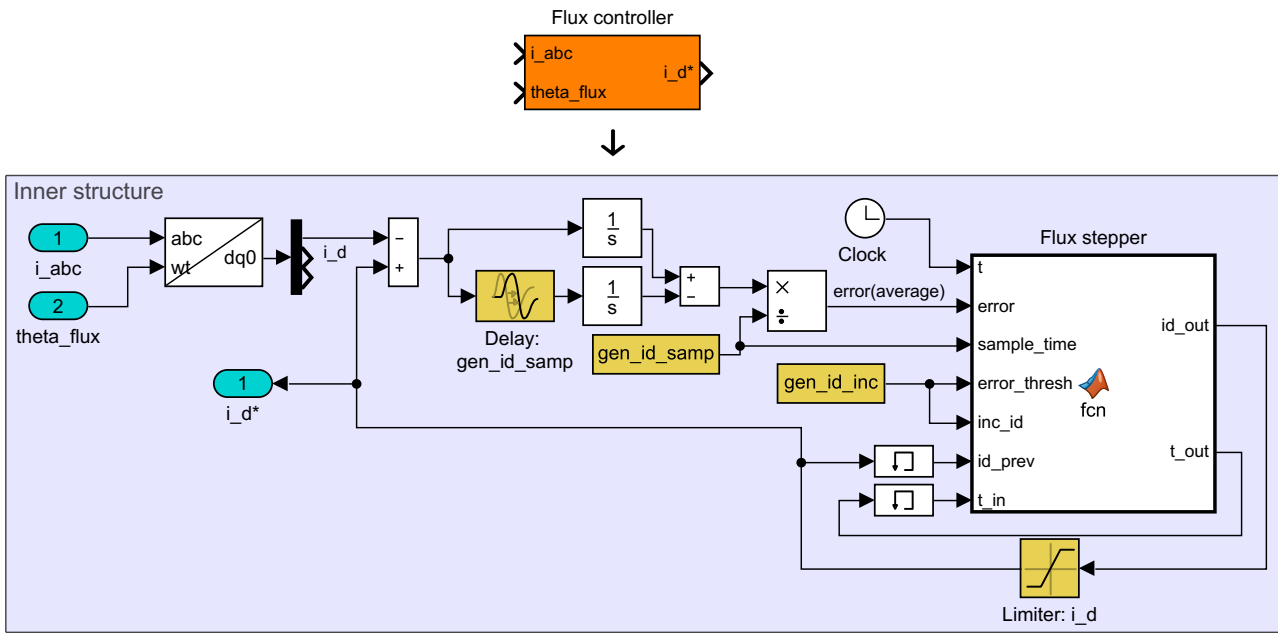 Flux controller
i_abc
i_d*
theta_flux
Inner structure
1
i_abc
2
theta_flux
abc
wt
dq0
i_d
−
+
1
s
Delay:
gen_id_samp
1
s
+
−
gen_id_samp
×
÷
error(average)
Clock
gen_id_inc
1
i_d*
Flux stepper
t
error
sample_time
error_thresh
inc_id
id_prev
t_in
fcn
id_out
t_out
Limiter: i_d